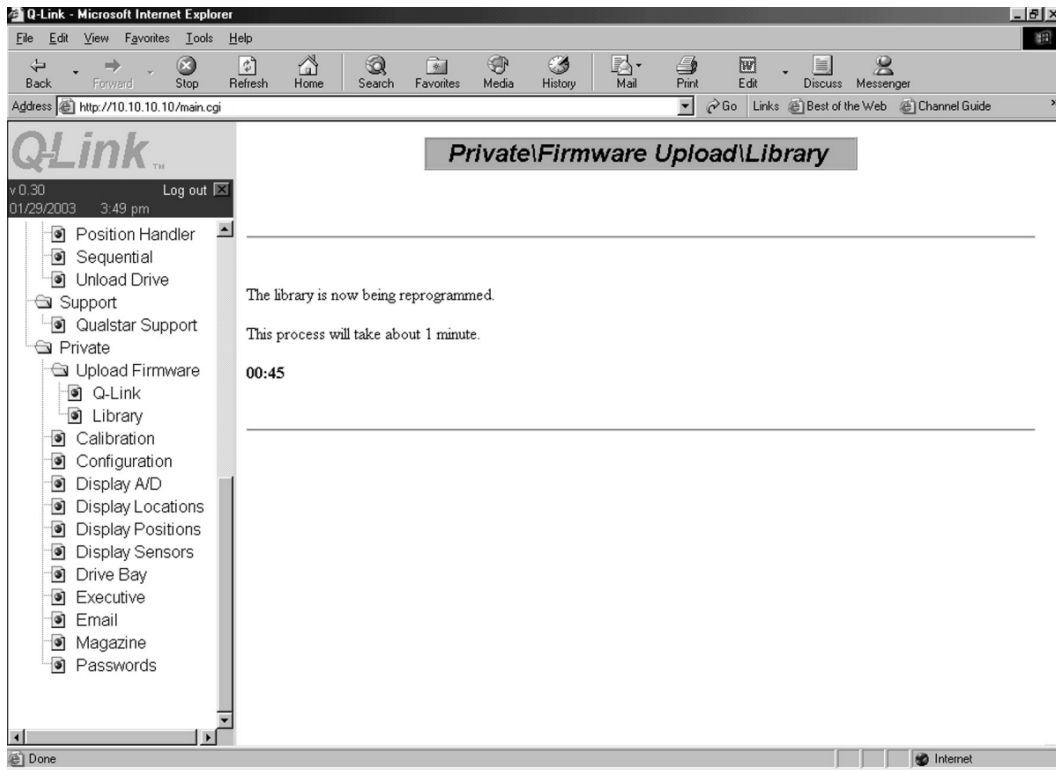 Q-Link - Microsoft Internet Explorer
File Edit View Favorites Tools Help
Back Forward Stop Refresh Home Search Favorites Media History Mail Print Edit Discuss Messenger
Address http://10.10.10.10/main.cgi Go Links Best of the Web Channel Guide
Q-Link TM
v 0.30 Log out
01/29/2003 3:49 pm
Position Handler
Sequential
Unload Drive
Support
Qualstar Support
Private
Upload Firmware
Q-Link
Library
Calibration
Configuration
Display A/D
Display Locations
Display Positions
Display Sensors
Drive Bay
Executive
Email
Magazine
Passwords
Private\Firmware Upload\Library
The library is now being reprogrammed.
This process will take about 1 minute.
00:45
Done Internet